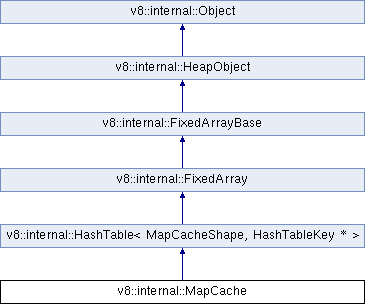 v8::internal::Object
v8::internal::HeapObject
v8::internal::FixedArrayBase
v8::internal::FixedArray
v8::internal::HashTable< MapCacheShape, HashTableKey * >
v8::internal::MapCache